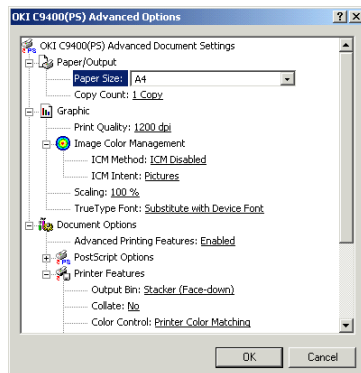 OKI C9400(PS) Advanced Options
OKI C9400(PS) Advanced Document Settings
Paper/Output
Paper Size: A4
Copy Count: 1 Copy
Graphic
Print Quality: 1200 dpi
Image Color Management
ICM Method: ICM Disabled
ICM Intent: Pictures
Scaling: 100 %
TrueType Font: Substitute with Device Font
Document Options
Advanced Printing Features: Enabled
PostScript Options
Printer Features
Output Bin: Stacker (Face-down)
Collate: No
Color Control: Printer Color Matching
OK Cancel